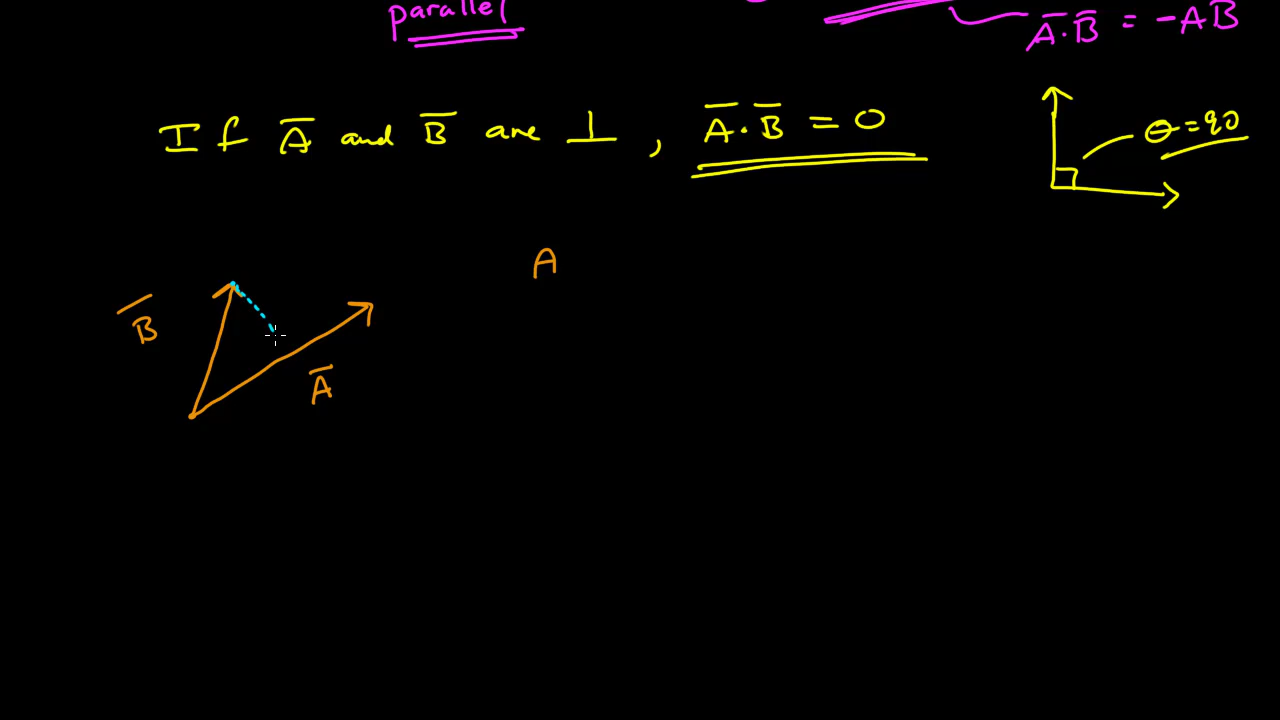 parallel
A̅·B̅ = -AB̅
If A̅ and B̅ are ⊥, A̅·B̅ = 0
θ=90
A
B̅
A̅